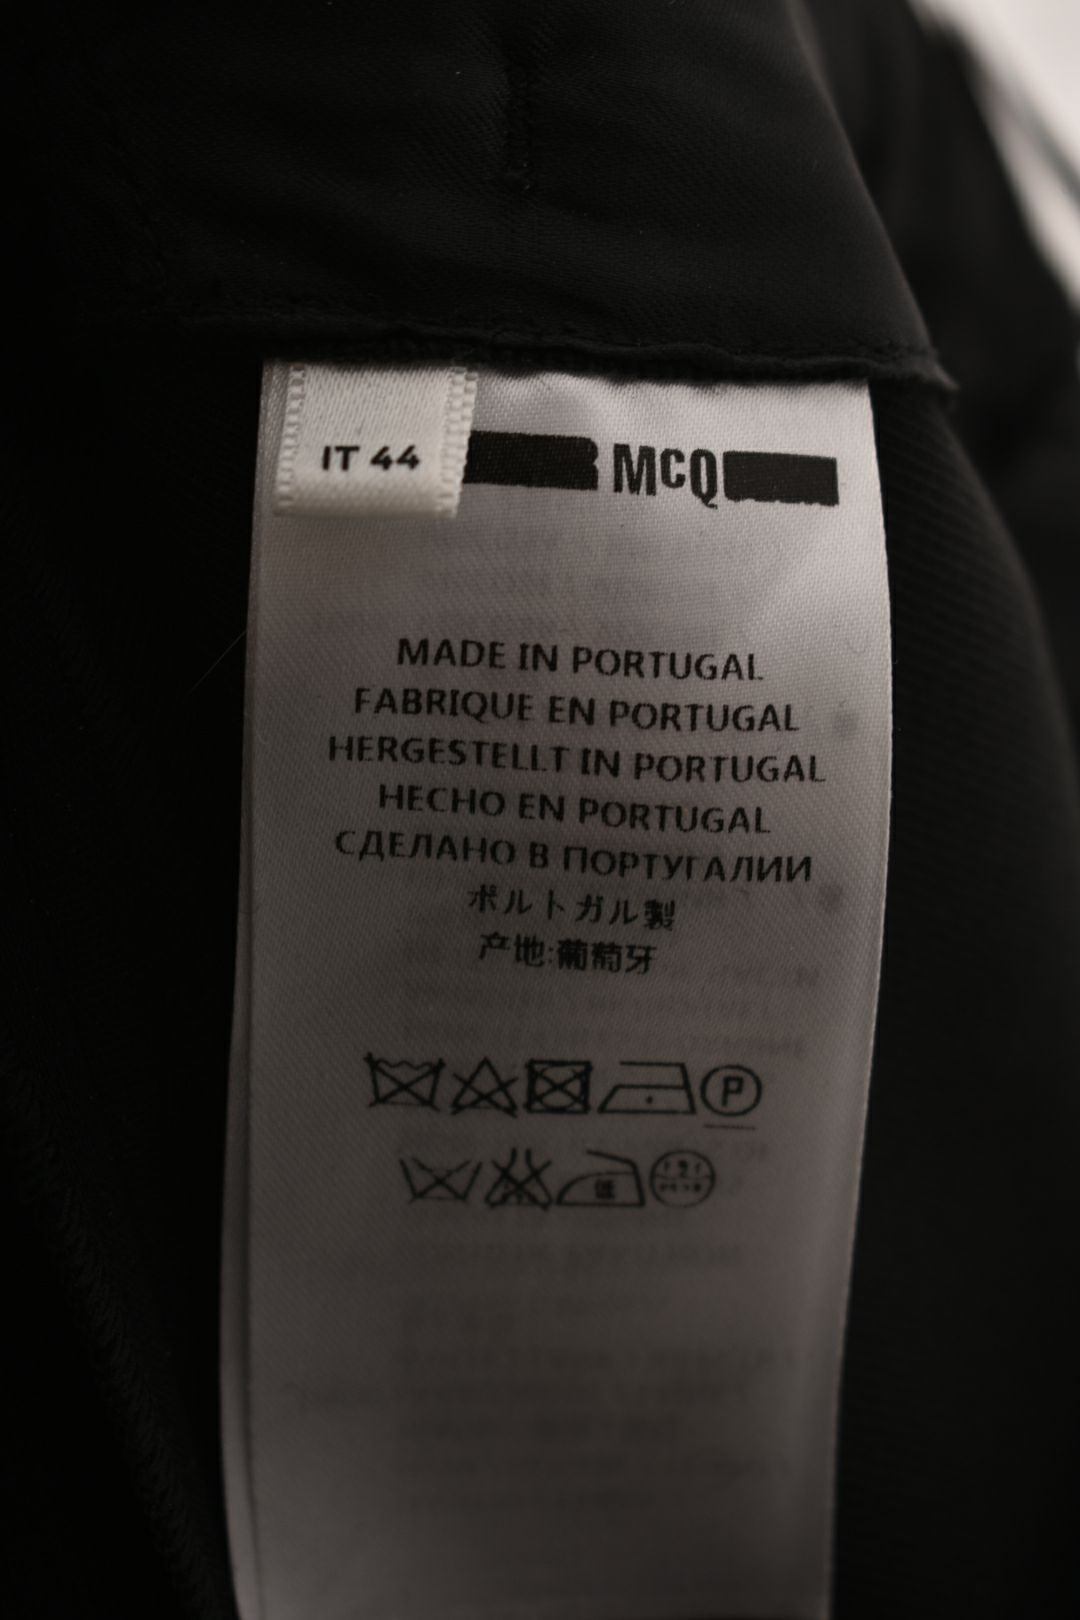 IT 44
McQ
MADE IN PORTUGAL
FABRIQUE EN PORTUGAL
HERGESTELLT IN PORTUGAL
HECHO EN PORTUGAL
СДЕЛАНО В ПОРТУГАЛИИ
ポルトガル製
产地:葡萄牙
P
低